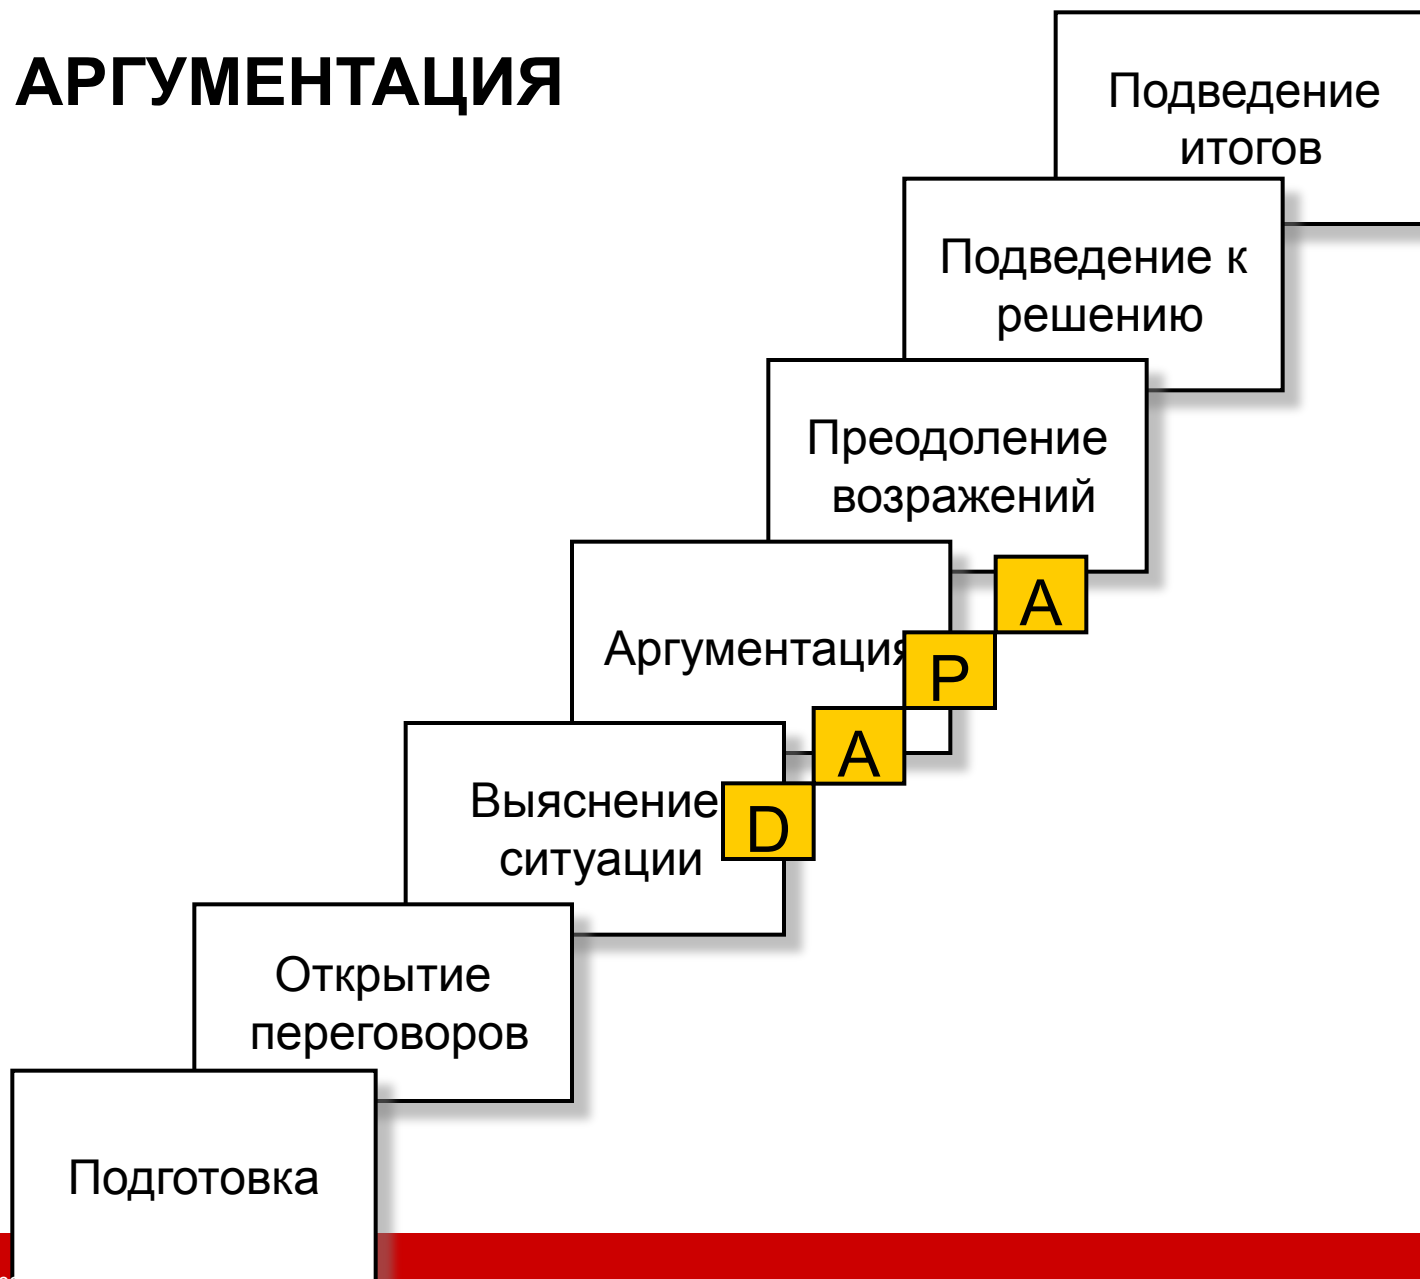 АРГУМЕНТАЦИЯ
Подведение
итогов
Подведение к
решению
Преодоление
возражений
A
Аргументация
P
A
Выяснение
D
ситуации
Открытие
переговоров
Подготовка